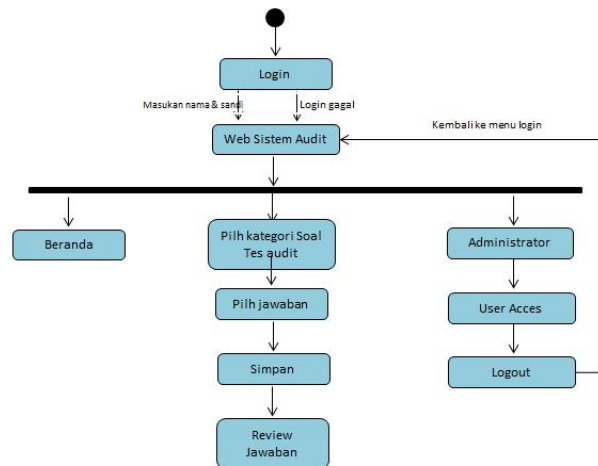 Login
Masukan nama & sandi
Login gagal
Web Sistem Audit
Kembali ke menu login
Beranda
Pilh kategori Soal
Tes audit
Administrator
Pilh jawaban
User Acces
Simpan
Logout
Review
Jawaban